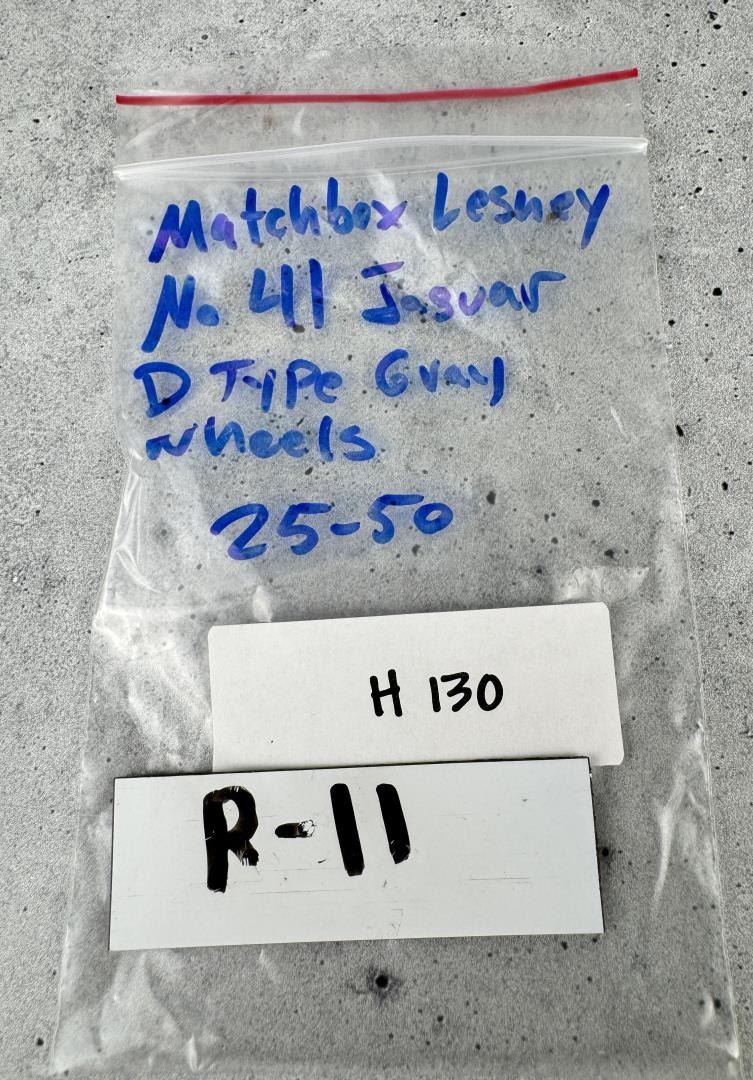 Matchbox Lesney
No. 41 Jaguar
D Type Gray
wheels
25-50
H 130
R-11